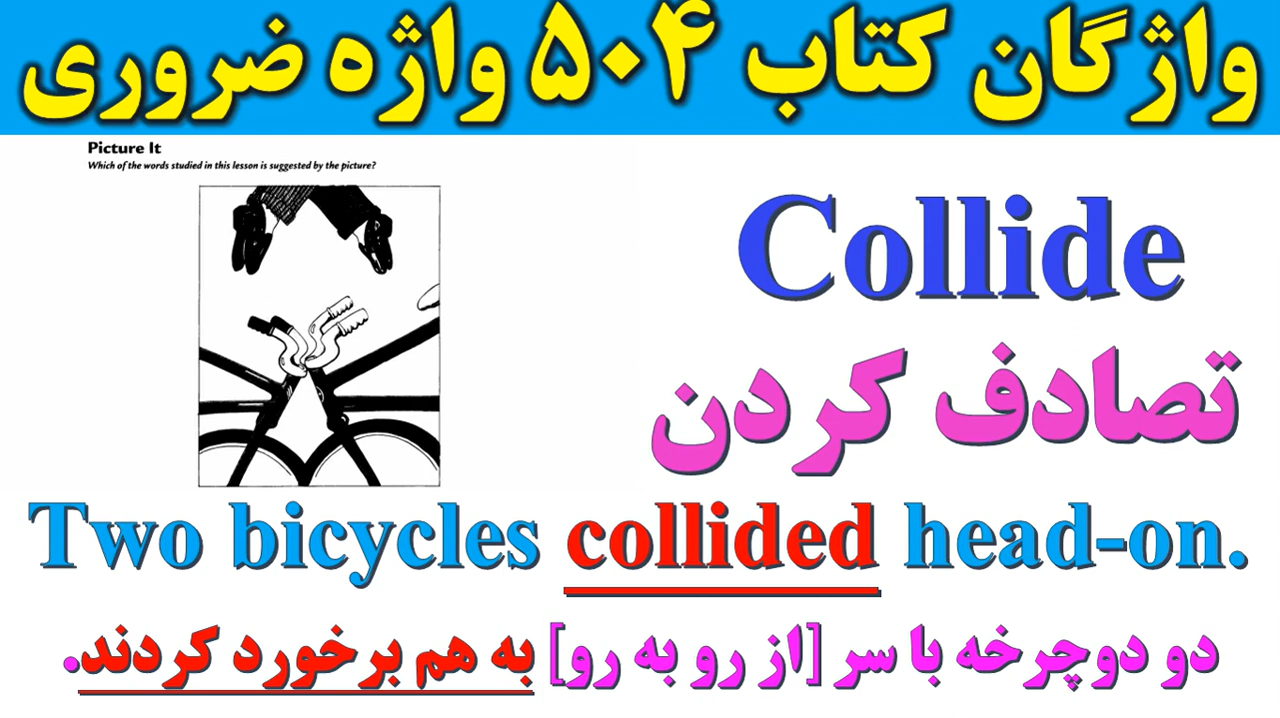 واژگان کتاب ۵۰۴ واژه ضروری
Picture It
Which of the words studied in this lesson is suggested by the picture?
Collide
تصادف کردن
Two bicycles collided head-on.
دو دوچرخه با سر [از رو به رو] به هم برخورد کردند.